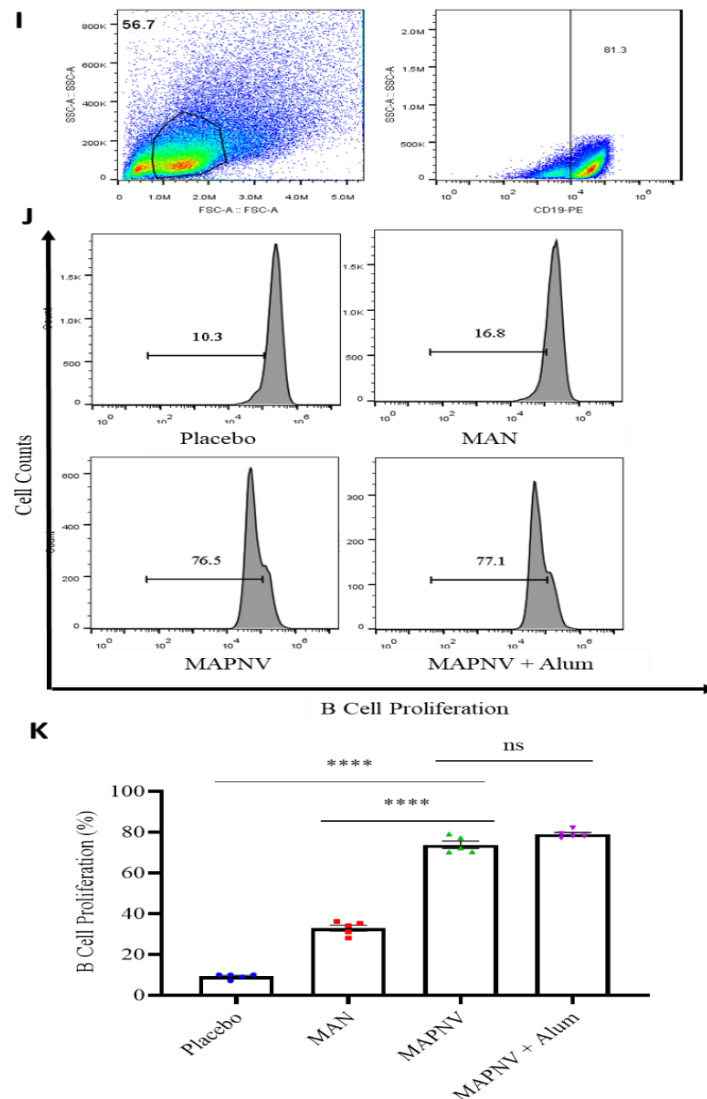 I
56.7
800K
600K
400K
200K
0
SSC-A :: SSC-A
0 1.0M 2.0M 3.0M 4.0M 5.0M
FSC-A :: FSC-A
81.3
2.0M
1.5M
1.0M
500K
0
SSC-A :: SSC-A
10^0 10^2 10^4 10^6
CD19-PE
J
Cell Counts
1.5K
1.0K
500
0
10.3
10^0 10^2 10^4 10^6
Placebo
1.5K
1.0K
500
0
16.8
10^0 10^2 10^4 10^6
MAN
600
400
200
0
76.5
10^0 10^2 10^4 10^6
MAPNV
300
200
100
0
77.1
10^0 10^2 10^4 10^6
MAPNV + Alum
B Cell Proliferation
K
ns
****
****
B Cell Proliferation (%)
100
80
60
40
20
0
Placebo
MAN
MAPNV
MAPNV + Alum